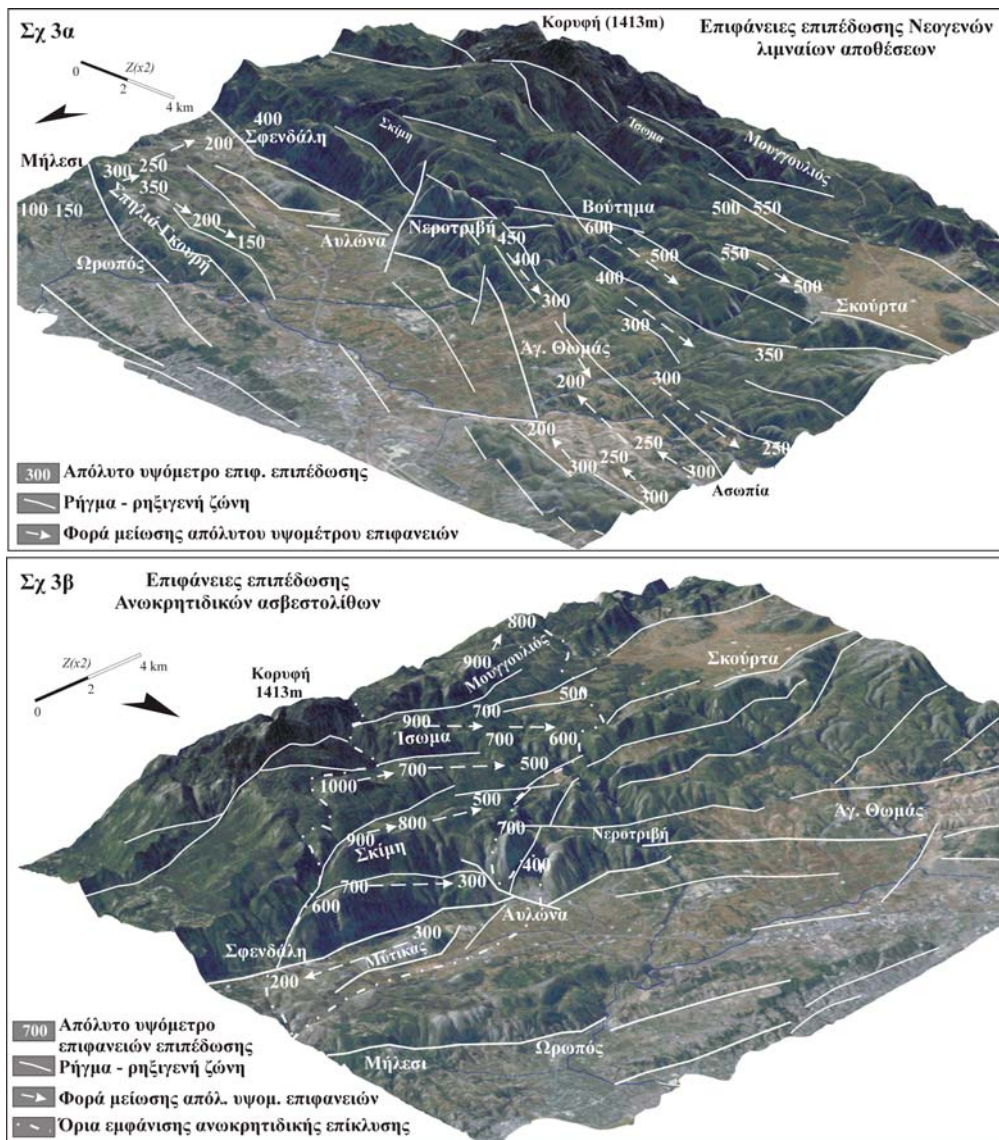 Σχ 3α
Κορυφή (1413m)
Επιφάνειες επιπέδωσης Νεογενών
λιμναίων αποθέσεων
0
Z(x2)
2
4 km
400
Σκίμη
Ίσωμα
Μουγγουλιός
Σφενδάλη
200
Μήλεσι
300
250
350
100 150
Σπηλιά-Γκουρή
200
150
Αυλώνα
Νεροτριβή
Βούτημα
500
550
450
600
Ωρωπός
400
500
550
400
500
300
Σκούρτα
300
Άγ. Θωμάς
350
200
300
200
250
250
300
300
300
Ασωπία
300 Απόλυτο υψόμετρο επιφ. επιπέδωσης
Ρήγμα - ρηξιγενή ζώνη
Φορά μείωσης απόλυτου υψομέτρου επιφανειών
Σχ 3β
Επιφάνειες επιπέδωσης
Ανωκρητιδικών ασβεστολίθων
Z(x2)
4 km
2
0
Κορυφή
1413m
800
900
Μουγγουλιός
Σκούρτα
500
700
900
Ίσωμα
700
600
1000
700
500
500
800
900
700
Νεροτριβή
Άγ. Θωμάς
Σκίμη
400
700
300
600
Αυλώνα
300
Σφενδάλη
Μύτικας
200
Ωρωπός
Μήλεσι
700 Απόλυτο υψόμετρο
επιφανειών επιπέδωσης
Ρήγμα - ρηξιγενή ζώνη
Φορά μείωσης απόλ. υψομ. επιφανειών
Όρια εμφάνισης ανωκρητιδικής επίκλυσης